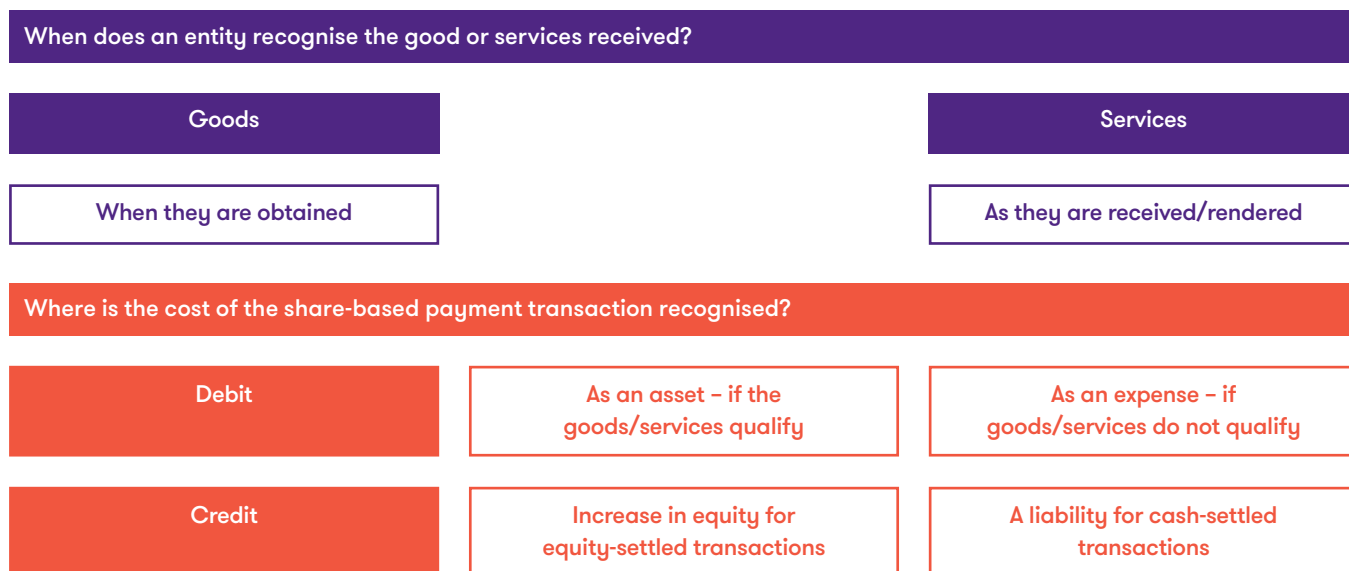 When does an entity recognise the good or services received?
Goods
Services
When they are obtained
As they are received/rendered
Where is the cost of the share-based payment transaction recognised?
Debit
As an asset – if the
goods/services qualify
As an expense – if
goods/services do not qualify
Credit
Increase in equity for
equity-settled transactions
A liability for cash-settled
transactions